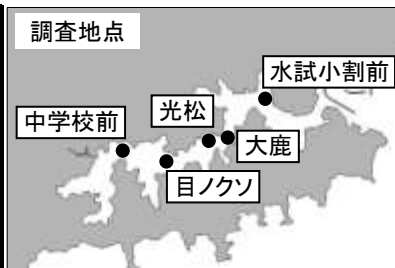 調査地点
水試小割前
光松
中学校前
大鹿
目ノクソ